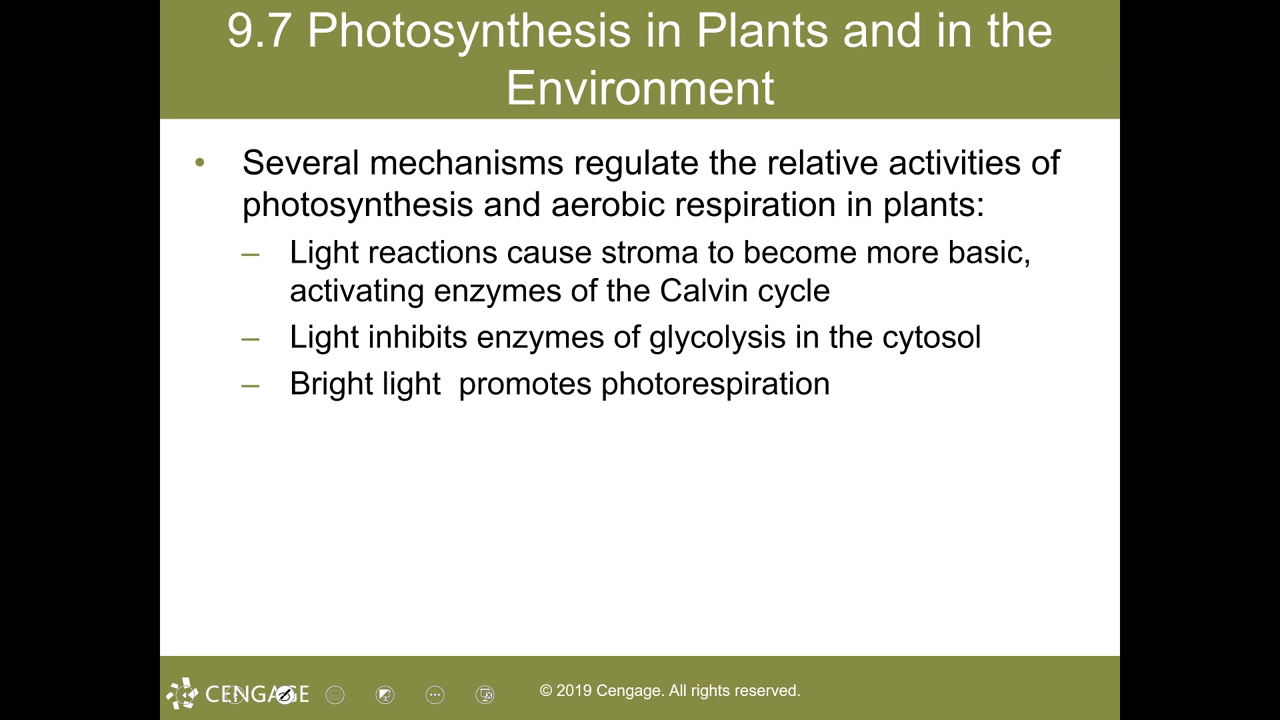 9.7 Photosynthesis in Plants and in the
Environment
• Several mechanisms regulate the relative activities of
photosynthesis and aerobic respiration in plants:
– Light reactions cause stroma to become more basic,
activating enzymes of the Calvin cycle
– Light inhibits enzymes of glycolysis in the cytosol
– Bright light  promotes photorespiration
CENGAGE
© 2019 Cengage. All rights reserved.